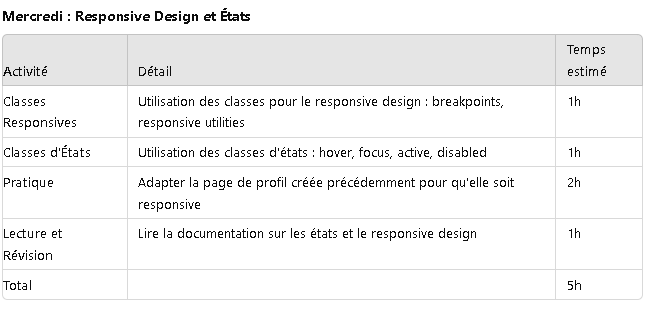 Mercredi : Responsive Design et États
Activité Détail Temps estimé
Classes Responsives Utilisation des classes pour le responsive design : breakpoints, responsive utilities 1h
Classes d'États Utilisation des classes d'états : hover, focus, active, disabled 1h
Pratique Adapter la page de profil créée précédemment pour qu'elle soit responsive 2h
Lecture et Révision Lire la documentation sur les états et le responsive design 1h
Total 5h